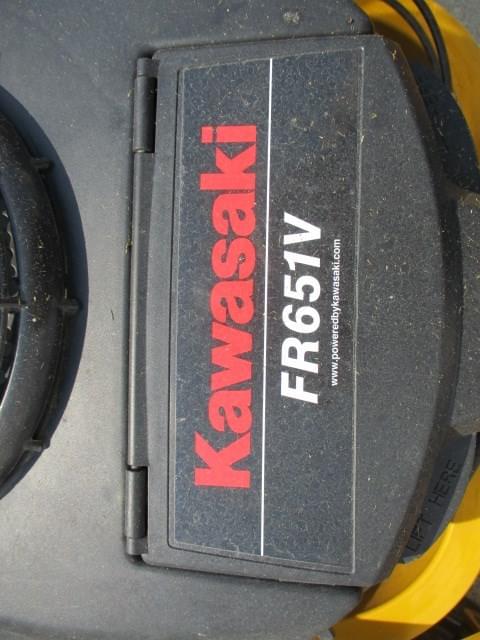 Kawasaki
FR651V
www.poweredbykawasaki.com
LIFT HERE